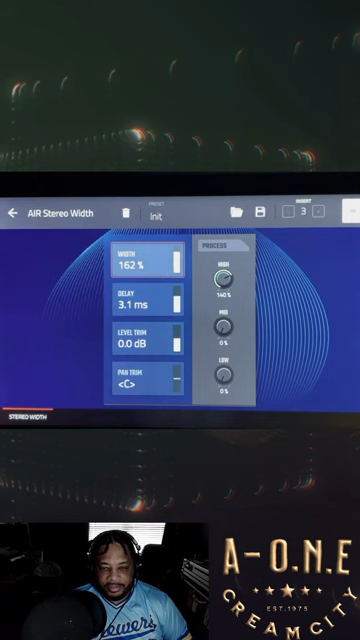 AIR Stereo Width
PRESET
Init
INSERT
3
WIDTH
162 %
DELAY
3.1 ms
LEVEL TRIM
0.0 dB
PAN TRIM
<C>
PROCESS
HIGH
140 %
MID
0 %
LOW
0 %
STEREO WIDTH
ewers
A-O.N.E
EST.1975
CREAM CITY